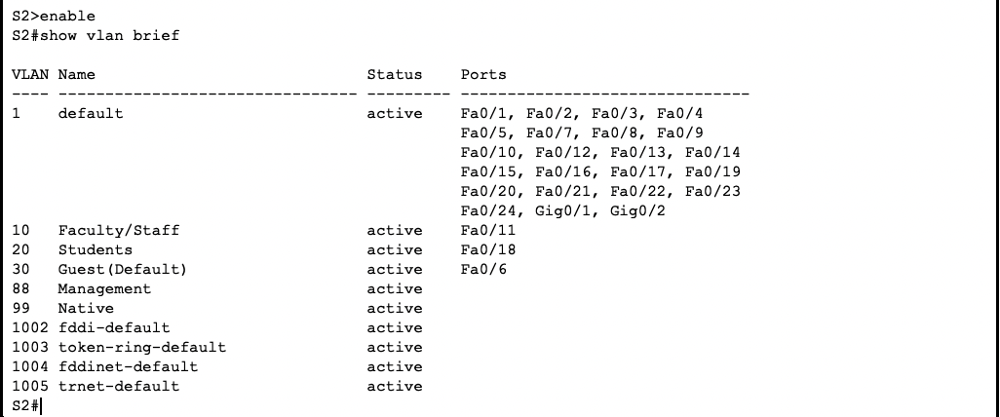 S2>enable
S2#show vlan brief
VLAN Name                             Status    Ports
---- -------------------------------- --------- -------------------------------
1    default                          active    Fa0/1, Fa0/2, Fa0/3, Fa0/4
                                                Fa0/5, Fa0/7, Fa0/8, Fa0/9
                                                Fa0/10, Fa0/12, Fa0/13, Fa0/14
                                                Fa0/15, Fa0/16, Fa0/17, Fa0/19
                                                Fa0/20, Fa0/21, Fa0/22, Fa0/23
                                                Fa0/24, Gig0/1, Gig0/2
10   Faculty/Staff                    active    Fa0/11
20   Students                         active    Fa0/18
30   Guest(Default)                   active    Fa0/6
88   Management                       active
99   Native                           active
1002 fddi-default                     active
1003 token-ring-default               active
1004 fddinet-default                  active
1005 trnet-default                    active
S2#